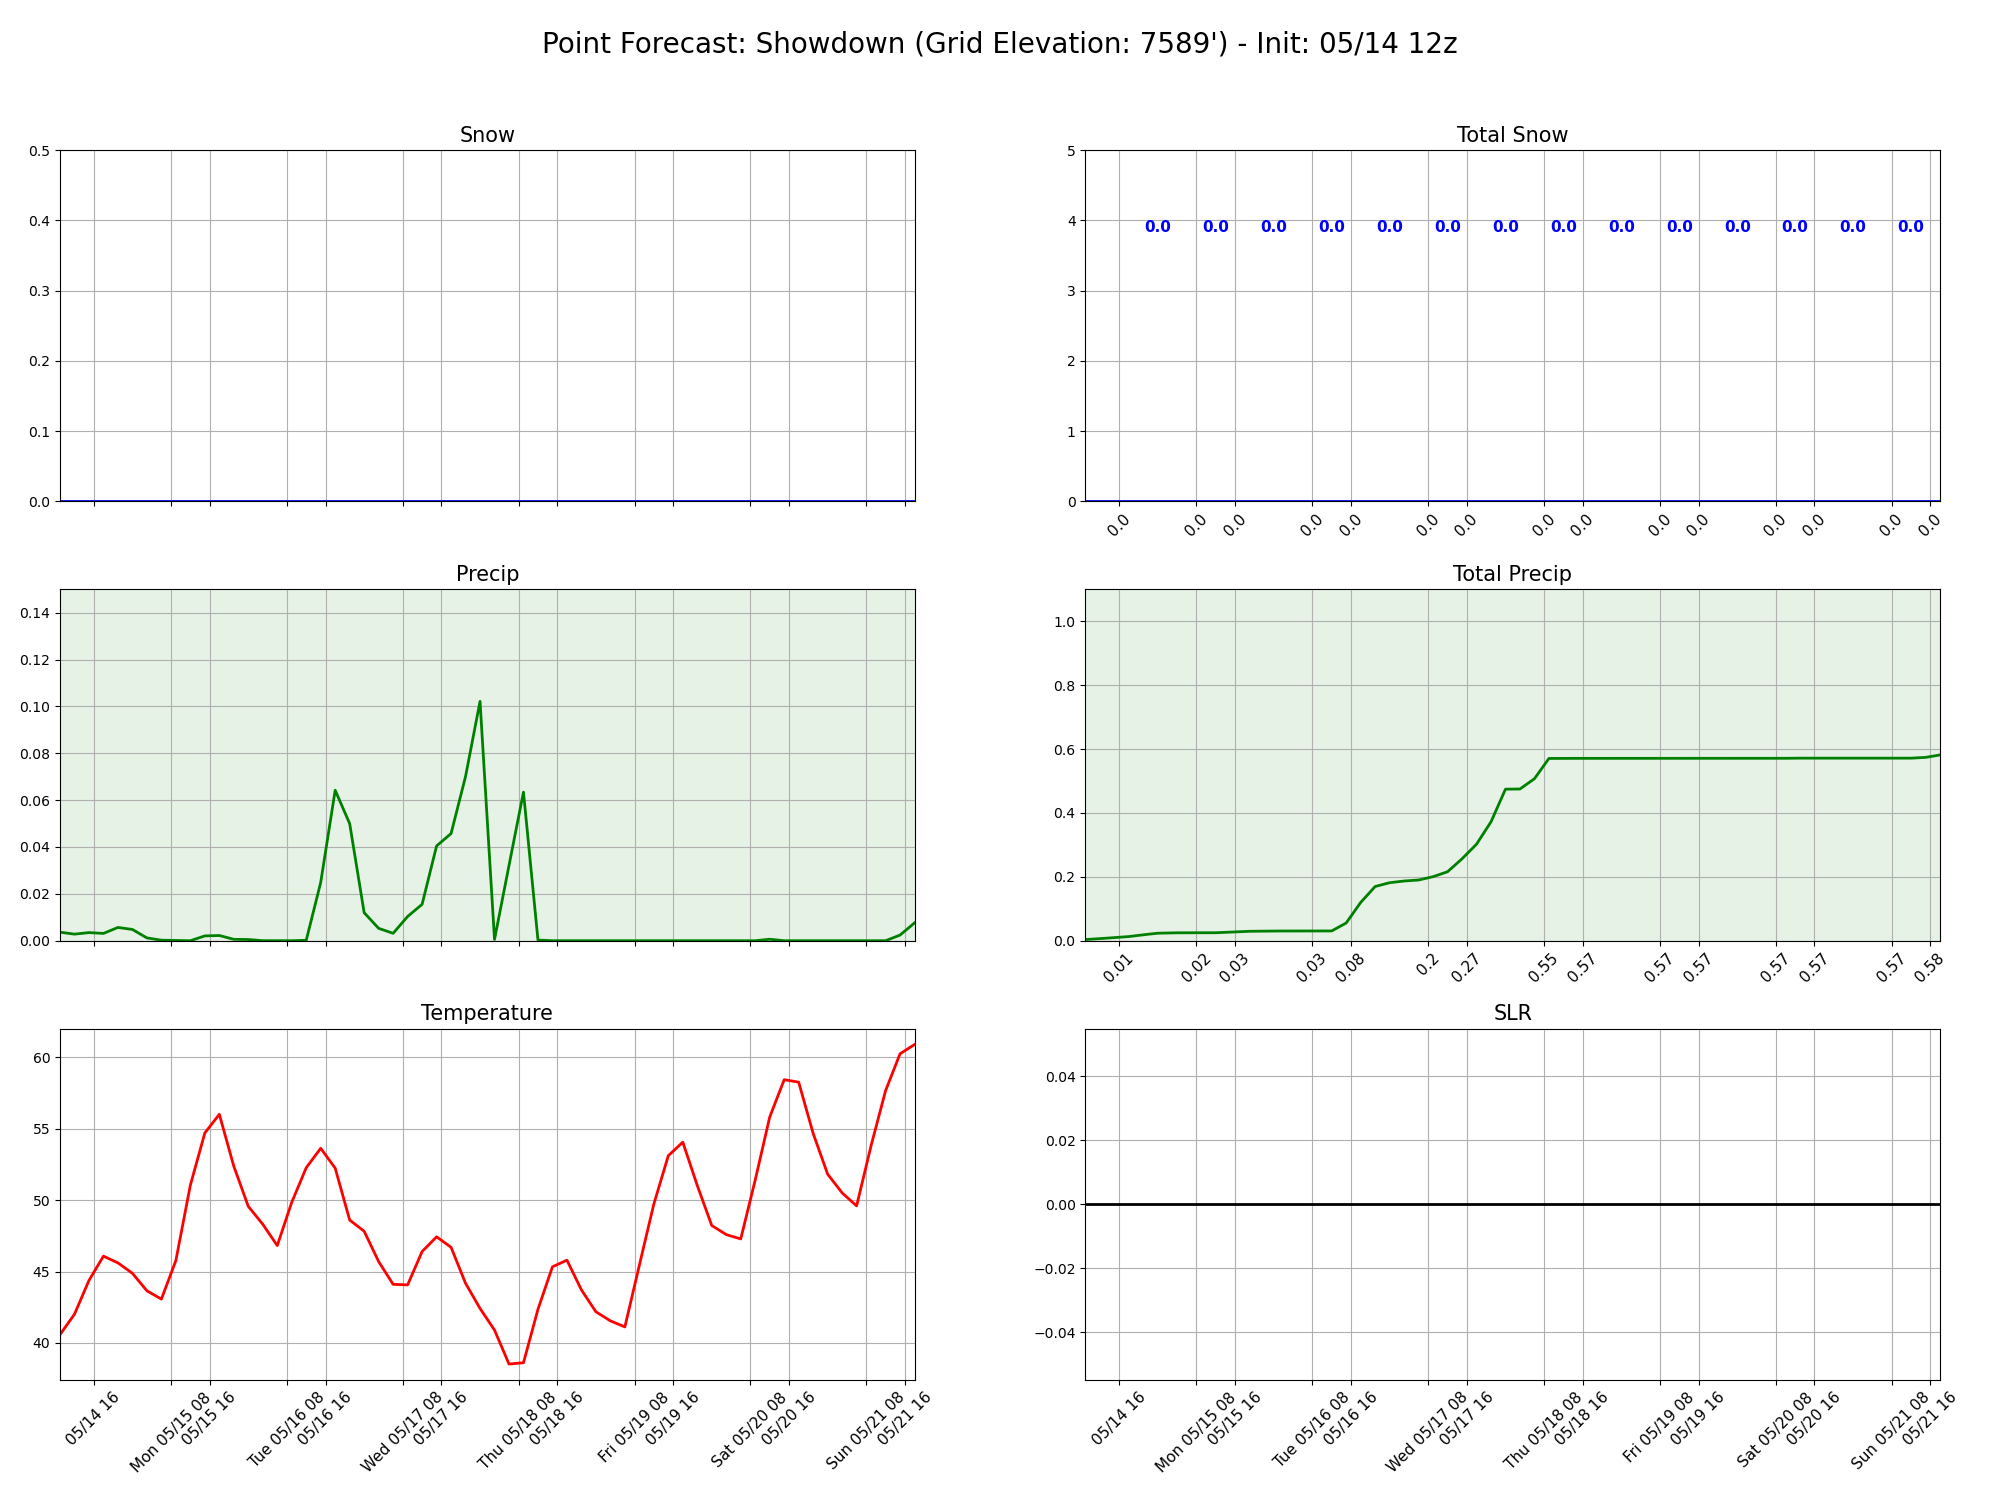 Point Forecast: Showdown (Grid Elevation: 7589') - Init: 05/14 12z
Snow
0.5
0.4
0.3
0.2
0.1
0.0
Total Snow
5
4
3
2
1
0
0.0 0.0 0.0 0.0 0.0 0.0 0.0 0.0 0.0 0.0 0.0 0.0 0.0 0.0
0.0 0.0 0.0 0.0 0.0 0.0 0.0 0.0 0.0 0.0 0.0 0.0 0.0 0.0 0.0
Precip
0.14
0.12
0.10
0.08
0.06
0.04
0.02
0.00
Total Precip
1.0
0.8
0.6
0.4
0.2
0.0
0.01 0.02 0.03 0.03 0.08 0.2 0.27 0.55 0.57 0.57 0.57 0.57 0.57 0.57 0.58
Temperature
60
55
50
45
40
05/14 16
Mon 05/15 08
05/15 16
Tue 05/16 08
05/16 16
Wed 05/17 08
05/17 16
Thu 05/18 08
05/18 16
Fri 05/19 08
05/19 16
Sat 05/20 08
05/20 16
Sun 05/21 08
05/21 16
SLR
0.04
0.02
0.00
−0.02
−0.04
05/14 16
Mon 05/15 08
05/15 16
Tue 05/16 08
05/16 16
Wed 05/17 08
05/17 16
Thu 05/18 08
05/18 16
Fri 05/19 08
05/19 16
Sat 05/20 08
05/20 16
Sun 05/21 08
05/21 16